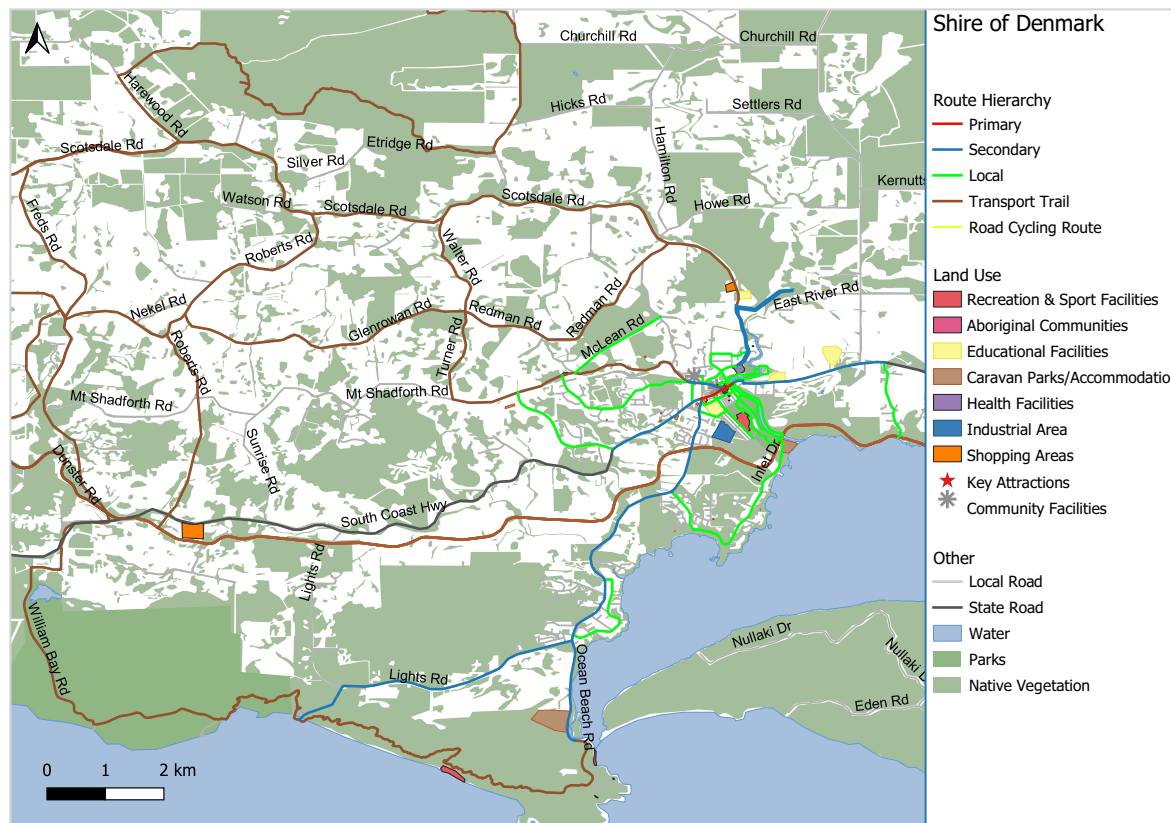 Shire of Denmark
Route Hierarchy
Primary
Secondary
Local
Transport Trail
Road Cycling Route
Land Use
Recreation & Sport Facilities
Aboriginal Communities
Educational Facilities
Caravan Parks/Accommodatio
Health Facilities
Industrial Area
Shopping Areas
Key Attractions
Community Facilities
Other
Local Road
State Road
Water
Parks
Native Vegetation
Churchill Rd
Churchill Rd
Harewood Rd
Hicks Rd
Settlers Rd
Scotsdale Rd
Etridge Rd
Hamilton Rd
Silver Rd
Kernutts
Freds Rd
Watson Rd
Scotsdale Rd
Scotsdale Rd
Howe Rd
Roberts Rd
Walter Rd
Nekel Rd
Glenrowan Rd
Redman Rd
Redman Rd
East River Rd
McLean Rd
Roberts Rd
Turner Rd
Mt Shadforth Rd
Mt Shadforth Rd
Sunrise Rd
Dunster Rd
Inlet Dr
South Coast Hwy
Lights Rd
William Bay Rd
Lights Rd
Ocean Beach Rd
Nullaki Dr
Nullaki
Eden Rd
0 1 2 km